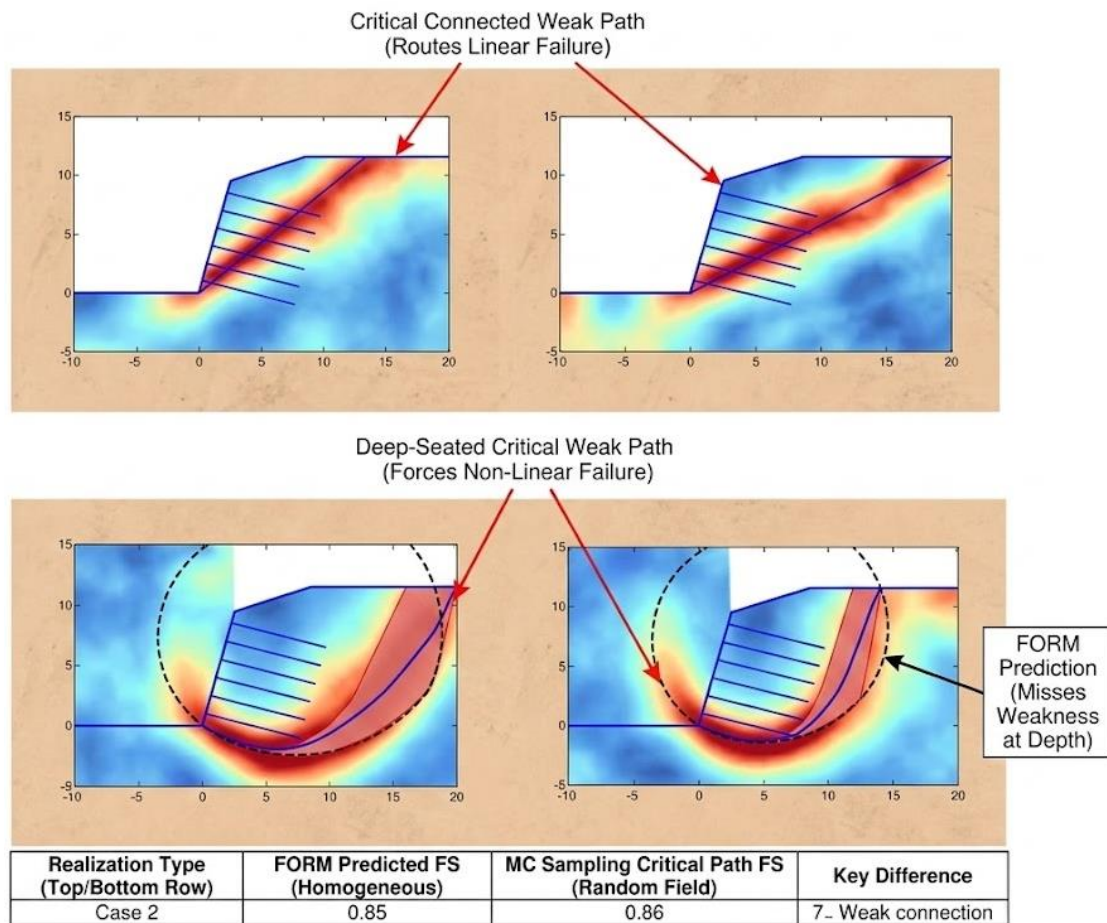 Critical Connected Weak Path
(Routes Linear Failure)
15
10
5
0
-5
-10 -5 0 5 10 15 20
15
10
5
0
-5
-10 -5 0 5 10 15 20
Deep-Seated Critical Weak Path
(Forces Non-Linear Failure)
15
10
5
0
-9
-10 -5 0 5 10 15 20
15
10
5
0
-5
-10 -5 0 5 10 15 20
FORM
Prediction
(Misses
Weakness
at Depth)
Realization Type FORM Predicted FS MC Sampling Critical Path FS Key Difference
(Top/Bottom Row) (Homogeneous) (Random Field)
Case 2 0.85 0.86 7– Weak connection